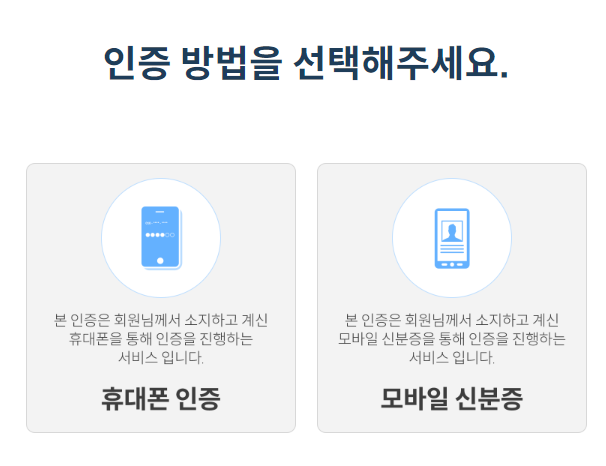 인증 방법을 선택해주세요.
본 인증은 회원님께서 소지하고 계신
휴대폰을 통해 인증을 진행하는
서비스 입니다.
휴대폰 인증
본 인증은 회원님께서 소지하고 계신
모바일 신분증을 통해 인증을 진행하는
서비스 입니다.
모바일 신분증